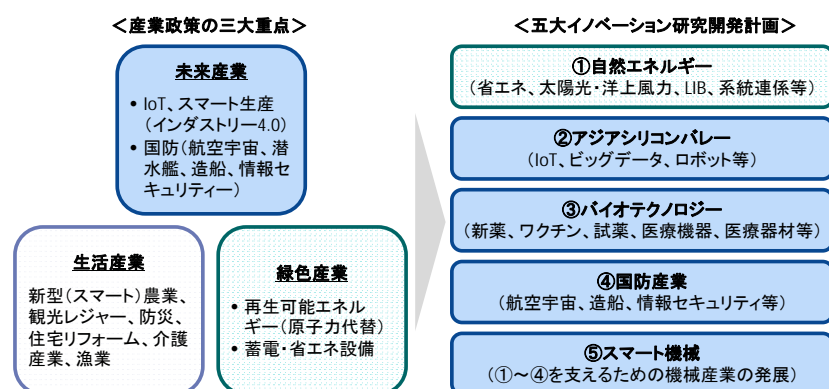 ＜産業政策の三大重点＞
未来産業
• IoT、スマート生産
（インダストリー4.0）
• 国防（航空宇宙、潜
水艦、造船、情報セ
キュリティー）
生活産業
新型（スマート）農業、
観光レジャー、防災、
住宅リフォーム、介護
産業、漁業
緑色産業
• 再生可能エネル
ギー（原子力代替）
• 蓄電・省エネ設備
＜五大イノベーション研究開発計画＞
①自然エネルギー
（省エネ、太陽光・洋上風力、LIB、系統連係等）
②アジアシリコンバレー
（IoT、ビッグデータ、ロボット等）
③バイオテクノロジー
（新薬、ワクチン、試薬、医療機器、医療器材等）
④国防産業
（航空宇宙、造船、情報セキュリティ等）
⑤スマート機械
（①～④を支えるための機械産業の発展）